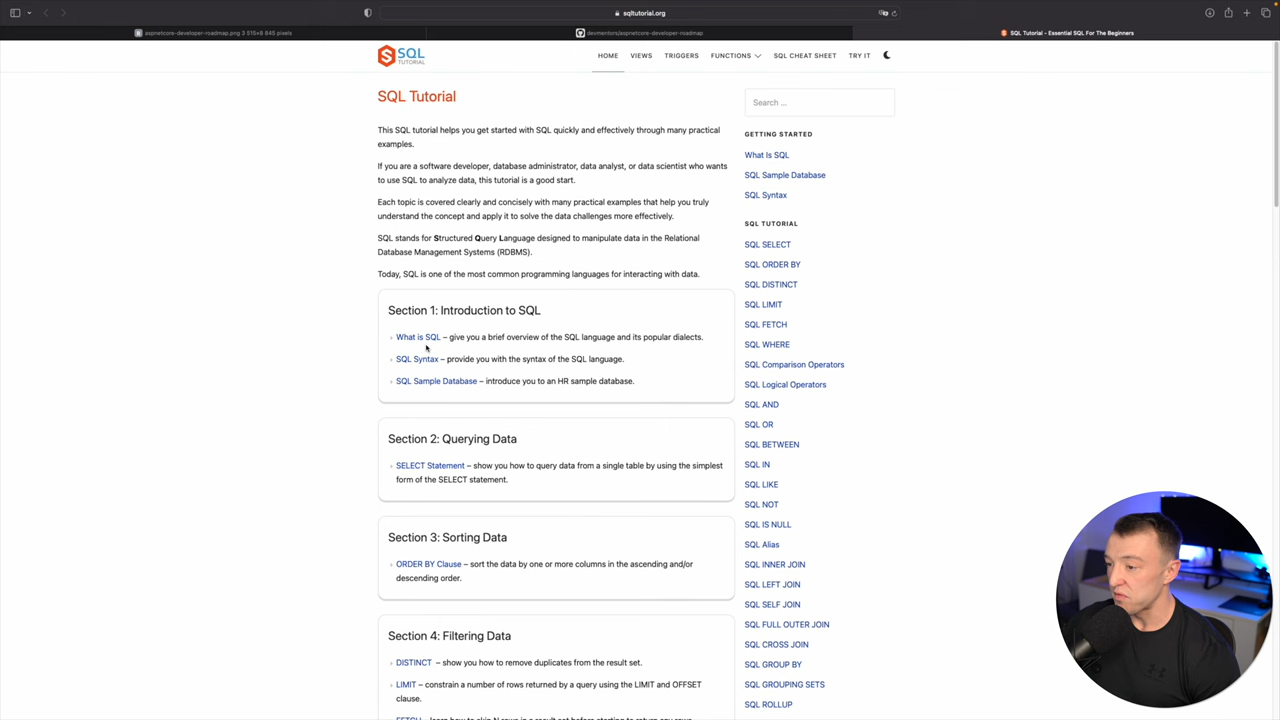 sqltutorial.org
aspnetcore-developer-roadmap.png 3 515×8 845 pixels
devmentors/aspnetcore-developer-roadmap
SQL Tutorial - Essential SQL For The Beginners
SQL
TUTORIAL
HOME
VIEWS
TRIGGERS
FUNCTIONS
SQL CHEAT SHEET
TRY IT
SQL Tutorial
This SQL tutorial helps you get started with SQL quickly and effectively through many practical
examples.
If you are a software developer, database administrator, data analyst, or data scientist who wants
to use SQL to analyze data, this tutorial is a good start.
Each topic is covered clearly and concisely with many practical examples that help you truly
understand the concept and apply it to solve the data challenges more effectively.
SQL stands for Structured Query Language designed to manipulate data in the Relational
Database Management Systems (RDBMS).
Today, SQL is one of the most common programming languages for interacting with data.
Section 1: Introduction to SQL
What is SQL – give you a brief overview of the SQL language and its popular dialects.
SQL Syntax – provide you with the syntax of the SQL language.
SQL Sample Database – introduce you to an HR sample database.
Section 2: Querying Data
SELECT Statement – show you how to query data from a single table by using the simplest
form of the SELECT statement.
Section 3: Sorting Data
ORDER BY Clause – sort the data by one or more columns in the ascending and/or
descending order.
Section 4: Filtering Data
DISTINCT – show you how to remove duplicates from the result set.
LIMIT – constrain a number of rows returned by a query using the LIMIT and OFFSET
clause.
FETCH – learn how to skip N rows in a result set before starting to return any rows.
Search ...
GETTING STARTED
What Is SQL
SQL Sample Database
SQL Syntax
SQL TUTORIAL
SQL SELECT
SQL ORDER BY
SQL DISTINCT
SQL LIMIT
SQL FETCH
SQL WHERE
SQL Comparison Operators
SQL Logical Operators
SQL AND
SQL OR
SQL BETWEEN
SQL IN
SQL LIKE
SQL NOT
SQL IS NULL
SQL Alias
SQL INNER JOIN
SQL LEFT JOIN
SQL SELF JOIN
SQL FULL OUTER JOIN
SQL CROSS JOIN
SQL GROUP BY
SQL GROUPING SETS
SQL ROLLUP